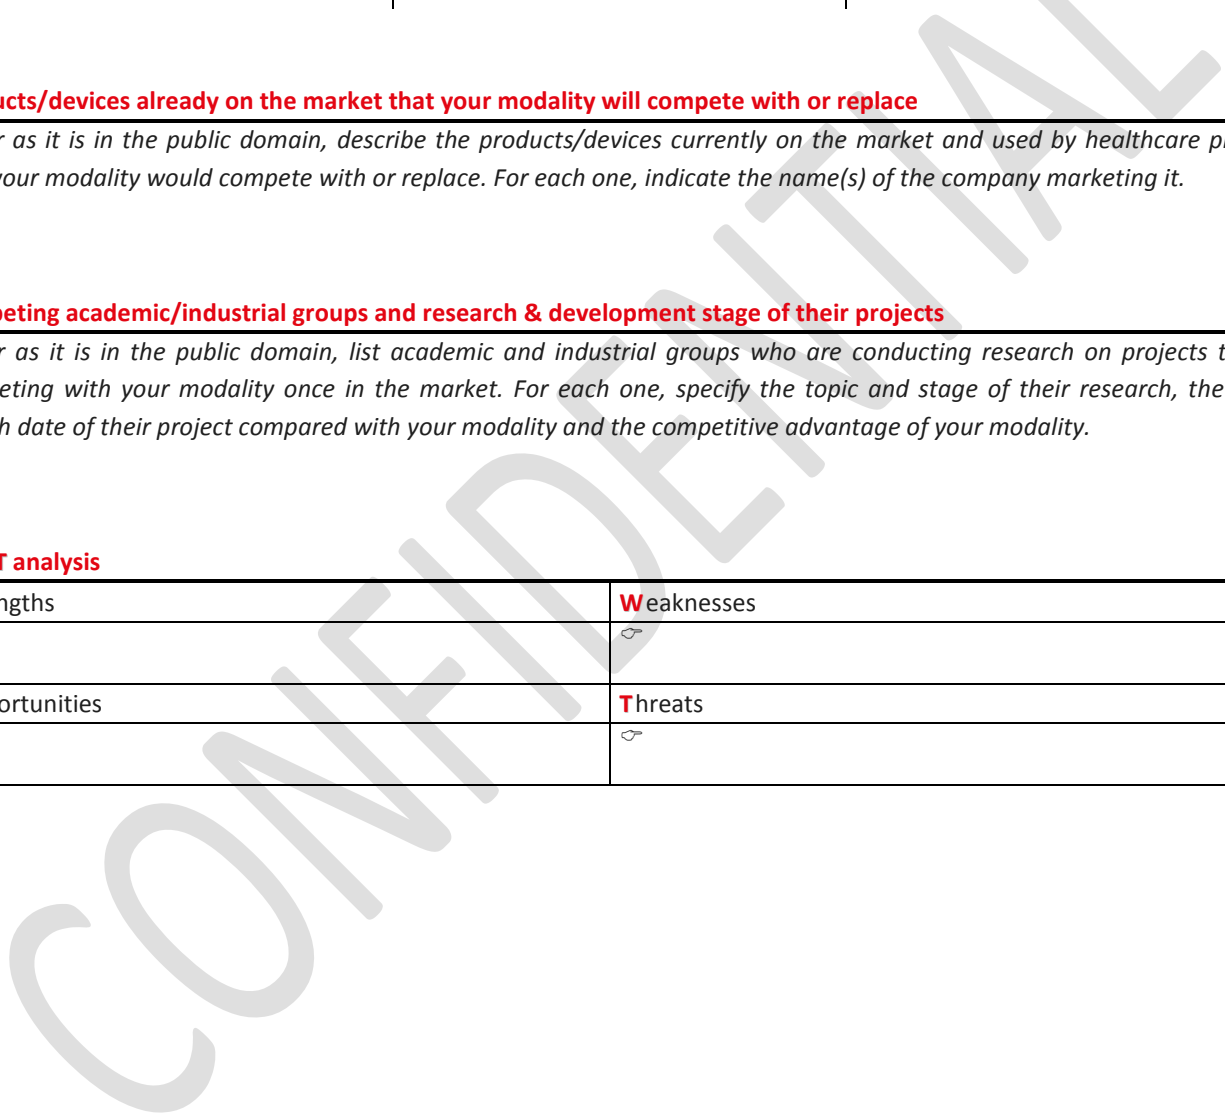 ucts/devices already on the market that your modality will compete with or replace
r as it is in the public domain, describe the products/devices currently on the market and used by healthcare p
your modality would compete with or replace. For each one, indicate the name(s) of the company marketing it.
peting academic/industrial groups and research & development stage of their projects
r as it is in the public domain, list academic and industrial groups who are conducting research on projects t
eting with your modality once in the market. For each one, specify the topic and stage of their research, the
h date of their project compared with your modality and the competitive advantage of your modality.
T analysis
ngths Weaknesses
☞
ortunities Threats
☞
CONFIDENTIAL